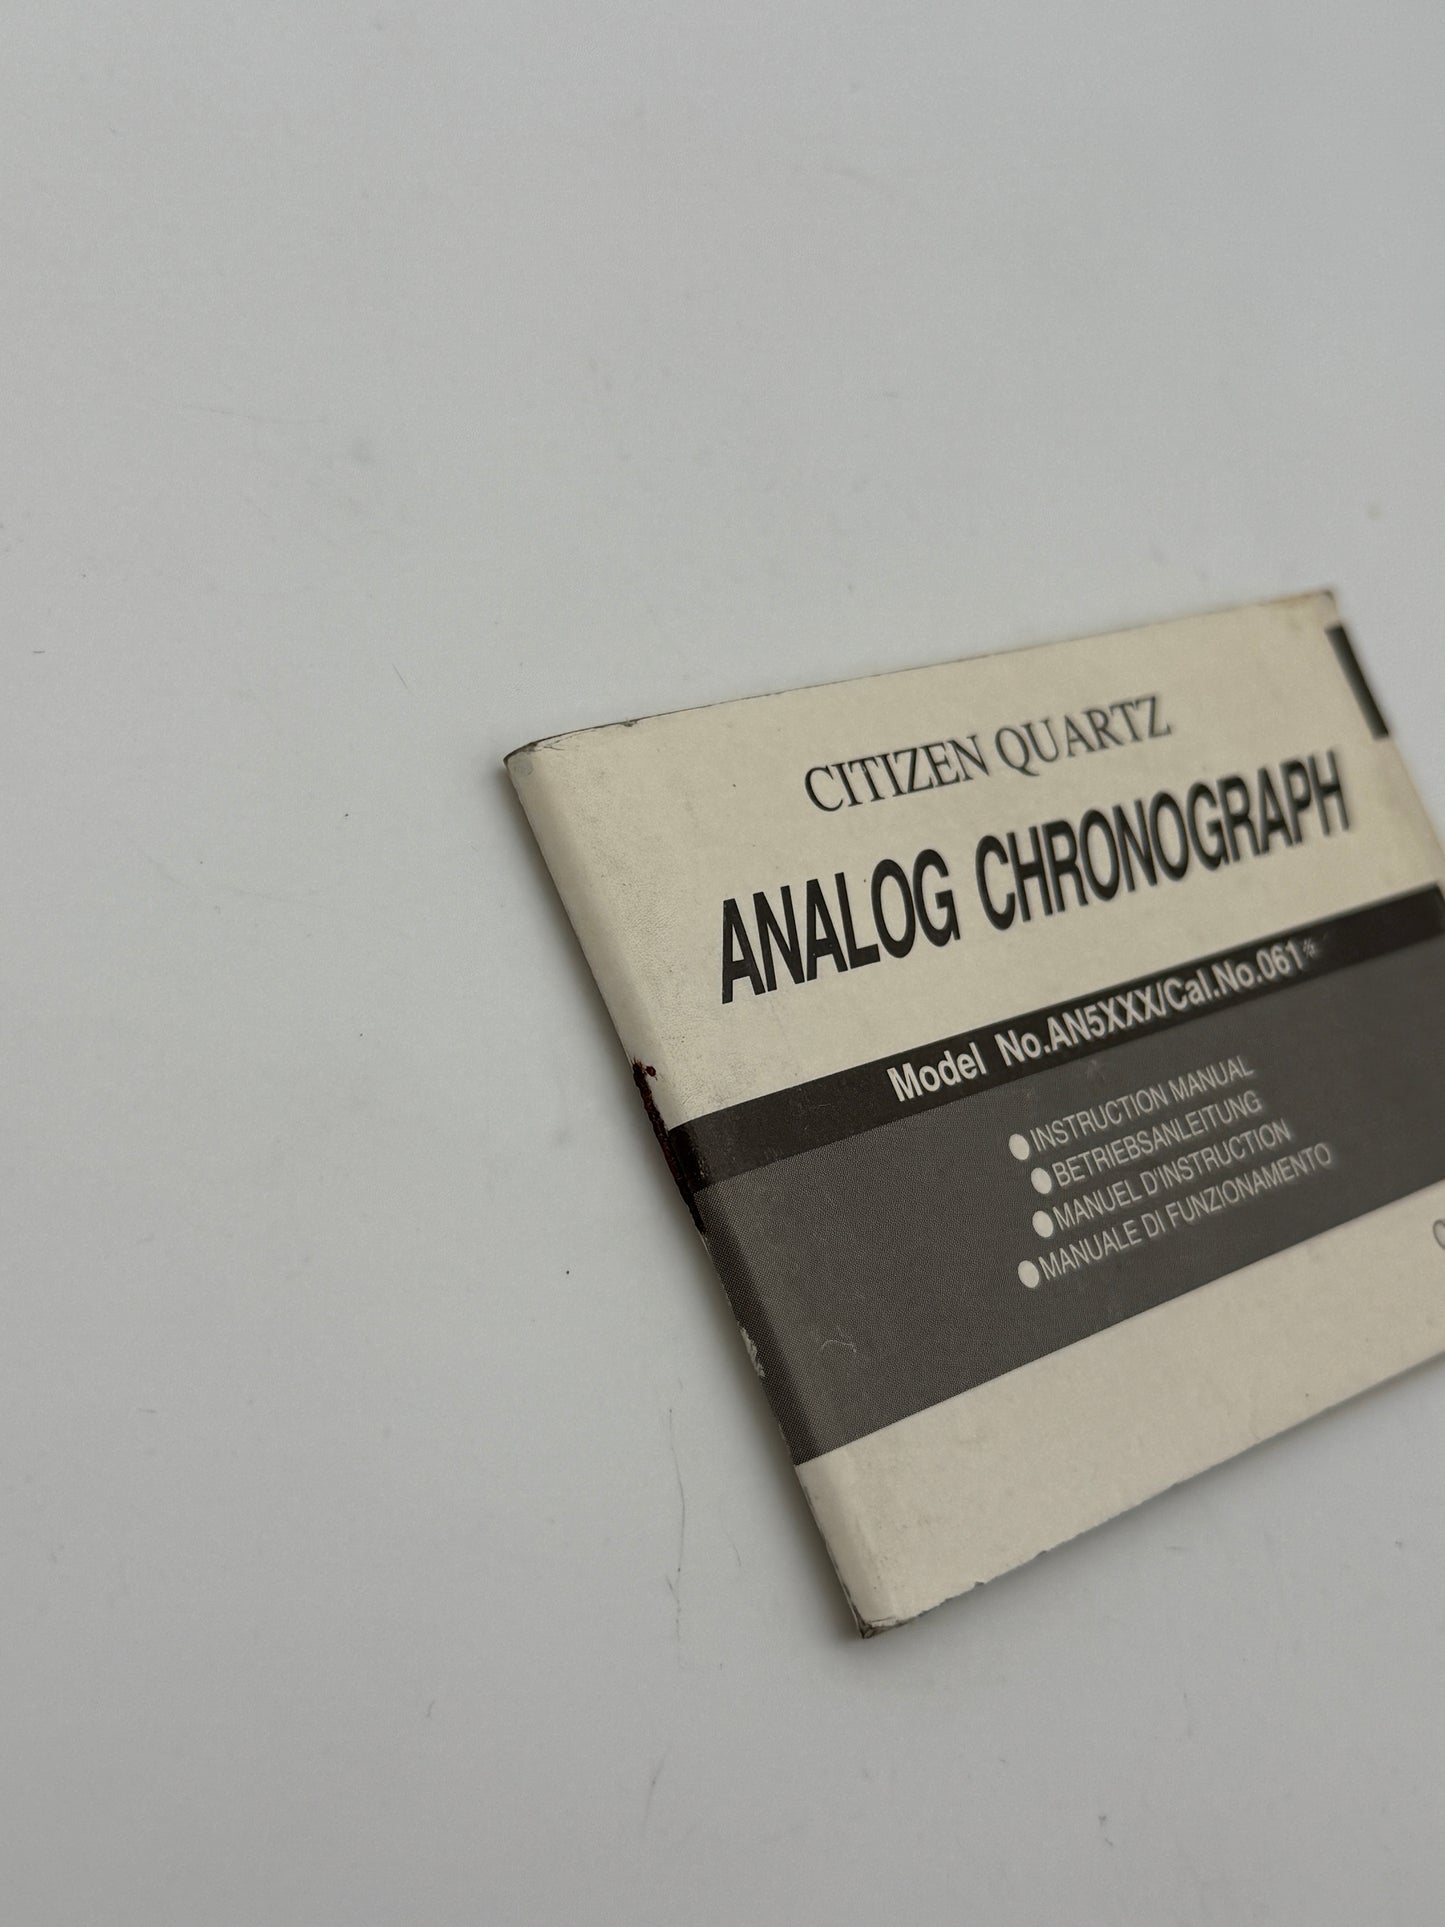 CITIZEN QUARTZ
ANALOG CHRONOGRAPH
Model No.AN5XXX/Cal.No.061*
●INSTRUCTION MANUAL
●BETRIEBSANLEITUNG
●MANUEL D'INSTRUCTION
●MANUALE DI FUNZIONAMENTO